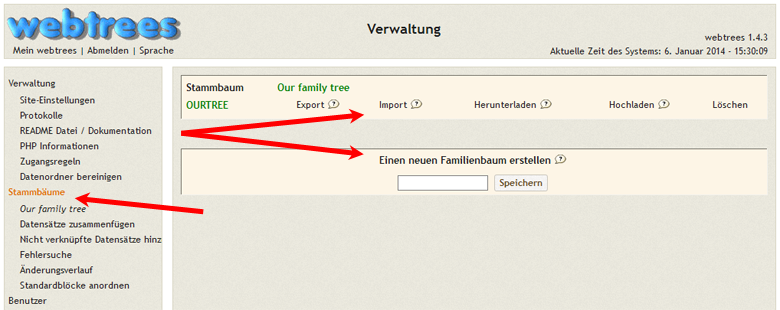 webtrees
Mein webtrees | Abmelden | Sprache
Verwaltung
webtrees 1.4.3
Aktuelle Zeit des Systems: 6. Januar 2014 - 15:30:09
Verwaltung
Site-Einstellungen
Protokolle
README Datei / Dokumentation
PHP Informationen
Zugangsregeln
Datenordner bereinigen
Stammbäume
Our family tree
Datensätze zusammenfügen
Nicht verknüpfte Datensätze hinz
Fehlersuche
Änderungsverlauf
Standardblöcke anordnen
Benutzer
Stammbaum Our family tree
OURTREE Export ? Import ? Herunterladen ? Hochladen ? Löschen
Einen neuen Familienbaum erstellen ?
Speichern